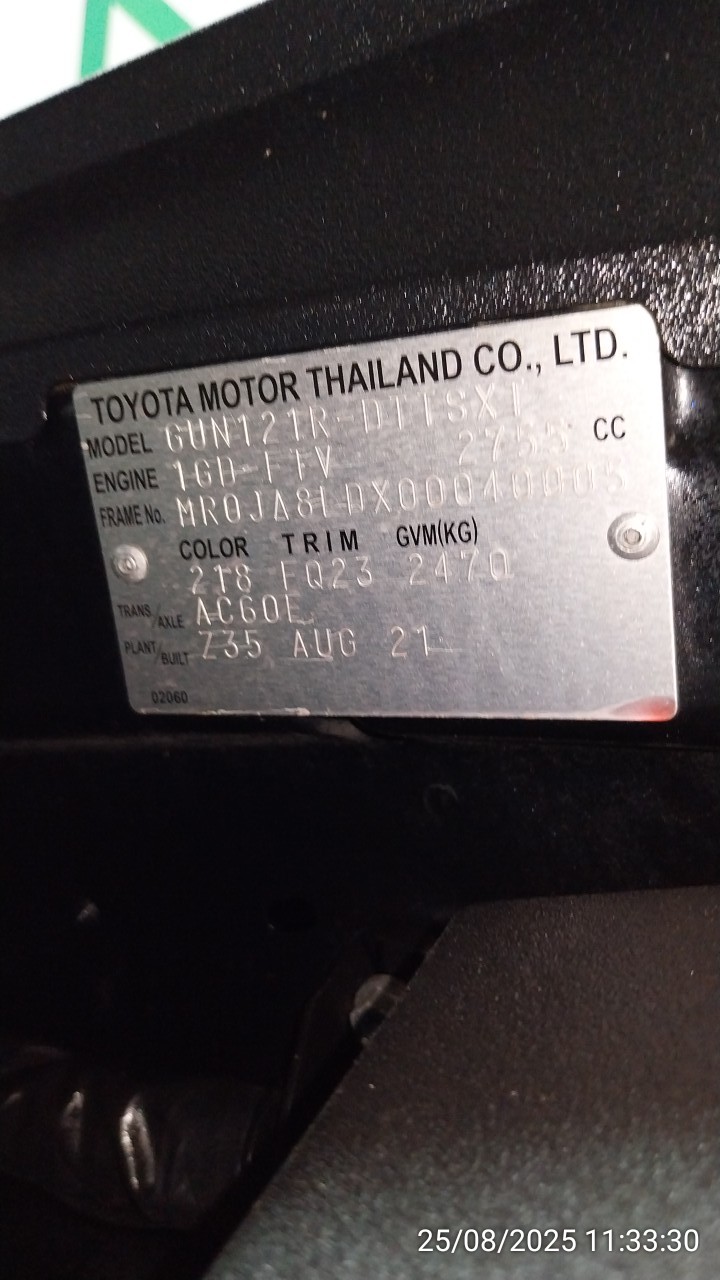 TOYOTA MOTOR THAILAND CO., LTD.
MODEL GUN121R-DTTSXT
ENGINE 1GD-FTV 2755 CC
FRAME No. MR0JA8LDX00040003
COLOR TRIM GVM(KG)
218 FQ23 2470
TRANS/AXLE AC60E
PLANT/BUILT Z35 AUG 21
02060
25/08/2025 11:33:30